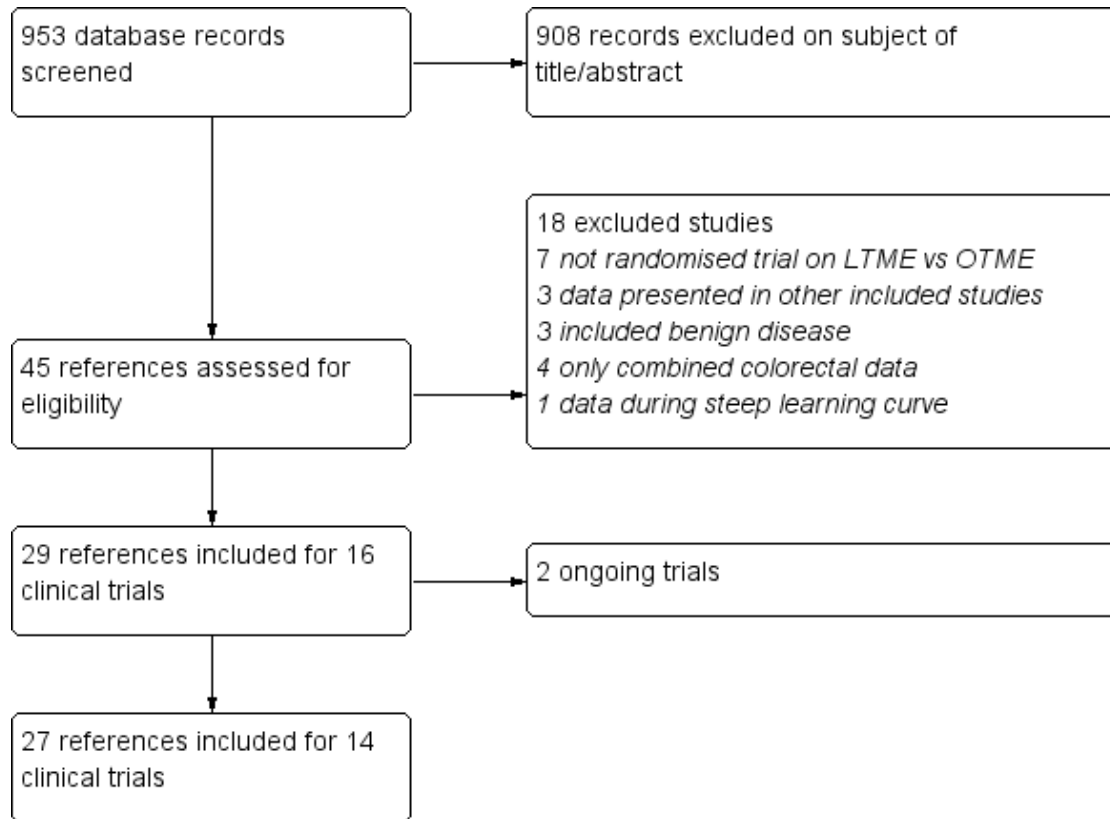 953 database records
screened
908 records excluded on subject of
title/abstract
18 excluded studies
7 not randomised trial on LTME vs OTME
3 data presented in other included studies
3 included benign disease
4 only combined colorectal data
1 data during steep learning curve
45 references assessed for
eligibility
29 references included for 16
clinical trials
2 ongoing trials
27 references included for 14
clinical trials